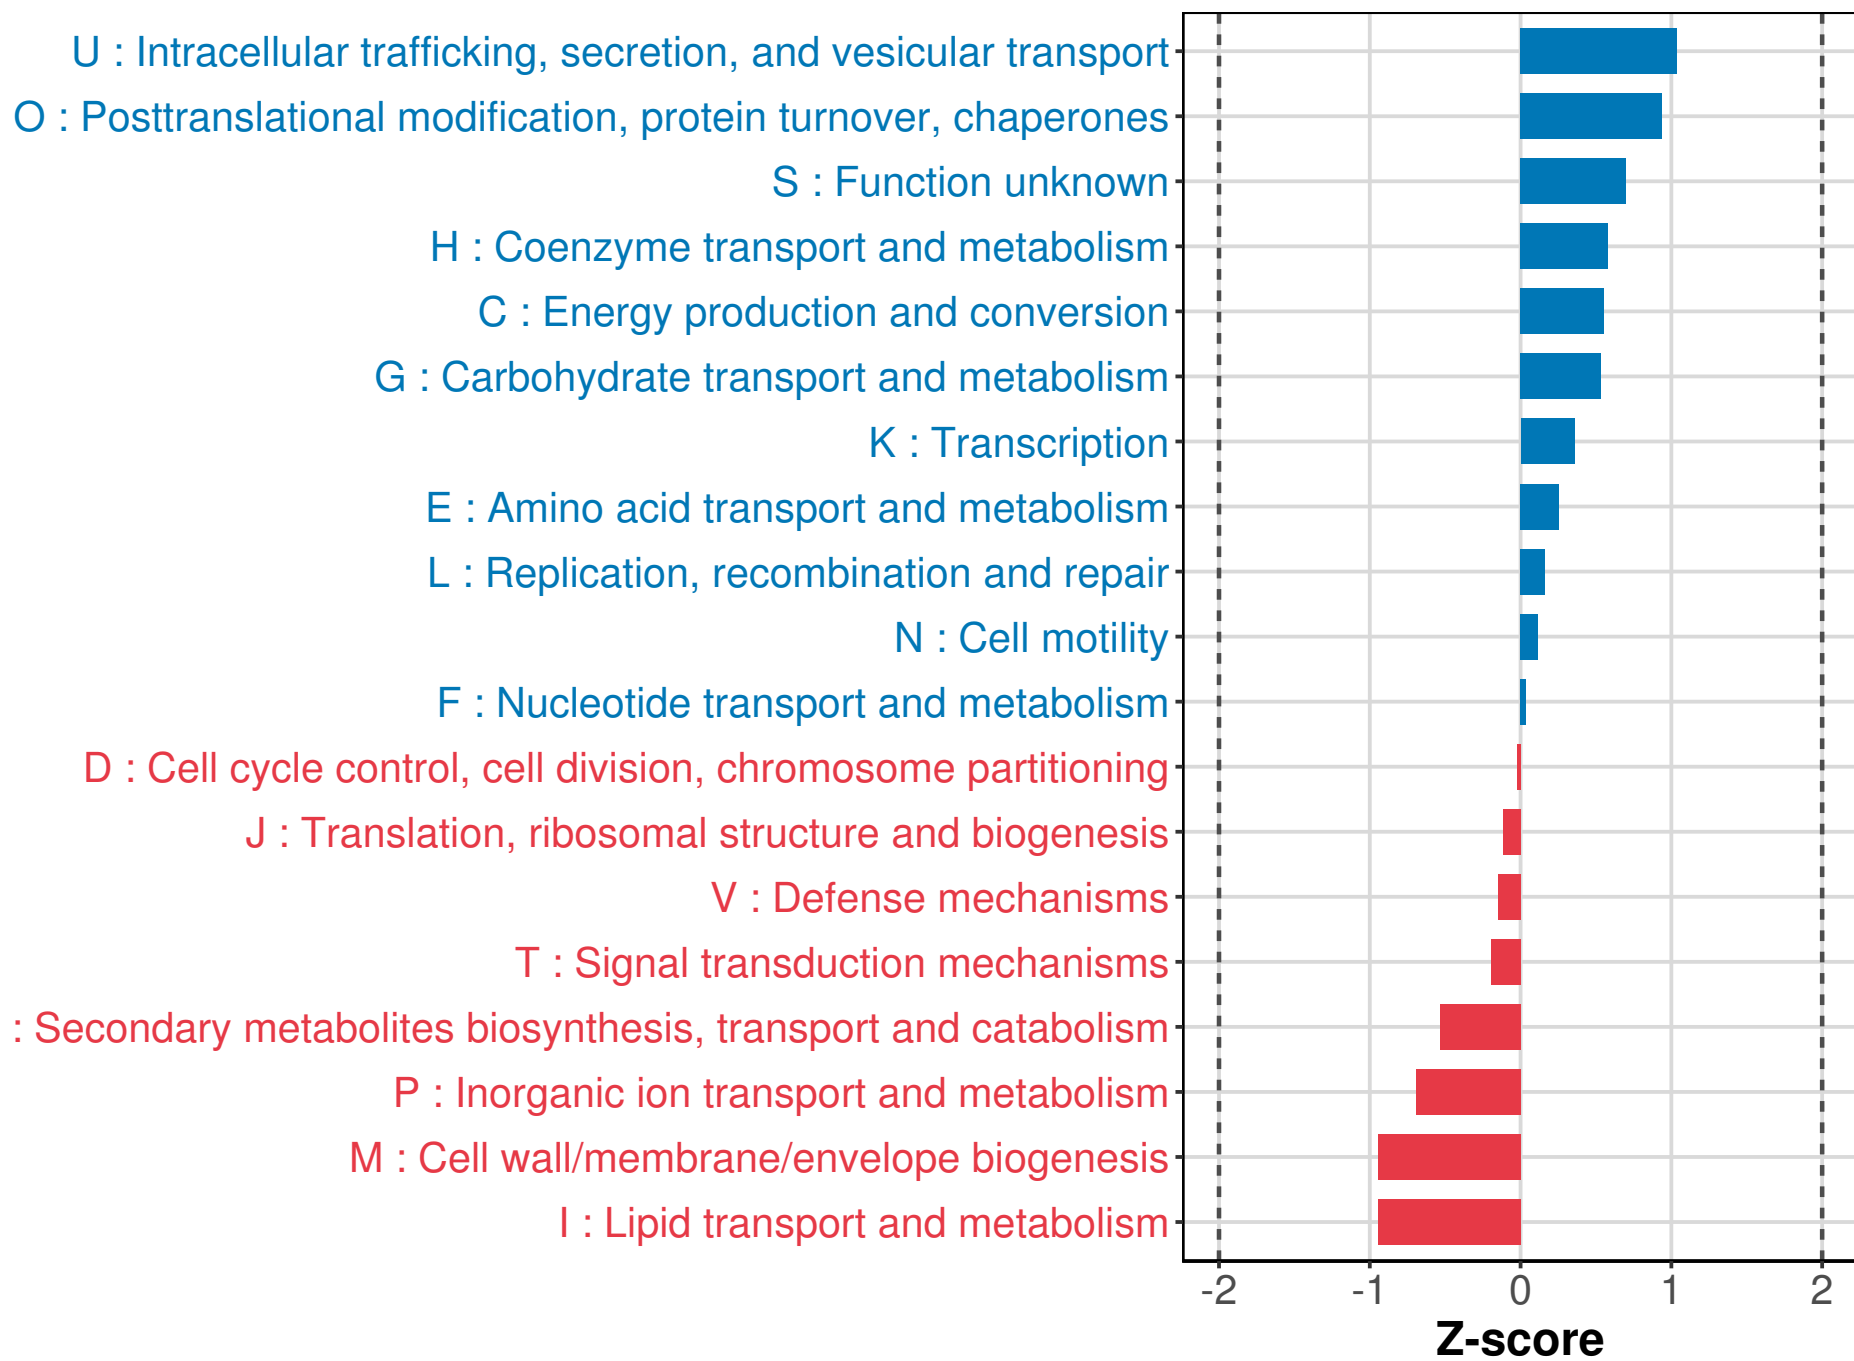 U : Intracellular trafficking, secretion, and vesicular transport
O : Posttranslational modification, protein turnover, chaperones
S : Function unknown
H : Coenzyme transport and metabolism
C : Energy production and conversion
G : Carbohydrate transport and metabolism
K : Transcription
E : Amino acid transport and metabolism
L : Replication, recombination and repair
N : Cell motility
F : Nucleotide transport and metabolism
D : Cell cycle control, cell division, chromosome partitioning
J : Translation, ribosomal structure and biogenesis
V : Defense mechanisms
T : Signal transduction mechanisms
: Secondary metabolites biosynthesis, transport and catabolism
P : Inorganic ion transport and metabolism
M : Cell wall/membrane/envelope biogenesis
I : Lipid transport and metabolism
-2 -1 0 1 2
Z-score